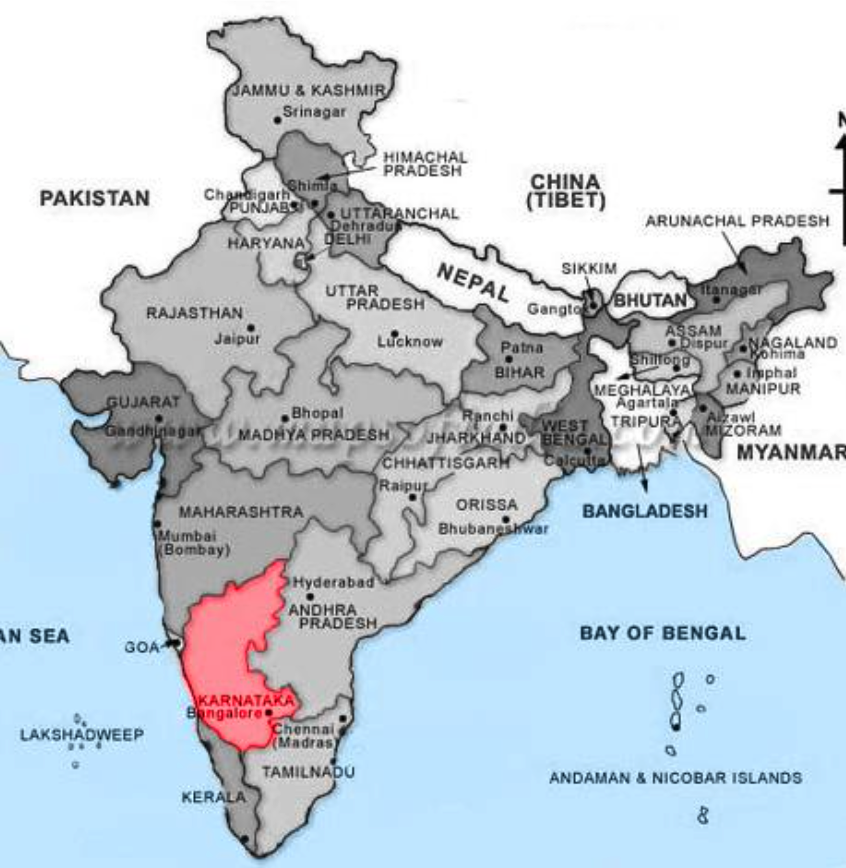 JAMMU & KASHMIR
Srinagar
HIMACHAL
PRADESH
PAKISTAN
Chandigarh
Shimla
PUNJAB
CHINA
(TIBET)
N
UTTARANCHAL
Dehradun
HARYANA
DELHI
ARUNACHAL PRADESH
NEPAL
SIKKIM
Gangtok
BHUTAN
Itanagar
RAJASTHAN
Jaipur
UTTAR
PRADESH
Lucknow
Patna
BIHAR
ASSAM
Dispur
NAGALAND
Kohima
Shillong
Imphal
MEGHALAYA
MANIPUR
GUJARAT
Gandhinagar
Bhopal
MADHYA PRADESH
Ranchi
JHARKHAND
WEST
BENGAL
Calcutta
Agartala
TRIPURA
Aizawl
MIZORAM
MYANMAR
CHHATTISGARH
Raipur
ORISSA
Bhubaneshwar
BANGLADESH
MAHARASHTRA
Mumbai
(Bombay)
Hyderabad
ANDHRA
PRADESH
AN SEA
GOA
BAY OF BENGAL
KARNATAKA
Bangalore
Chennai
(Madras)
LAKSHADWEEP
TAMILNADU
KERALA
ANDAMAN & NICOBAR ISLANDS